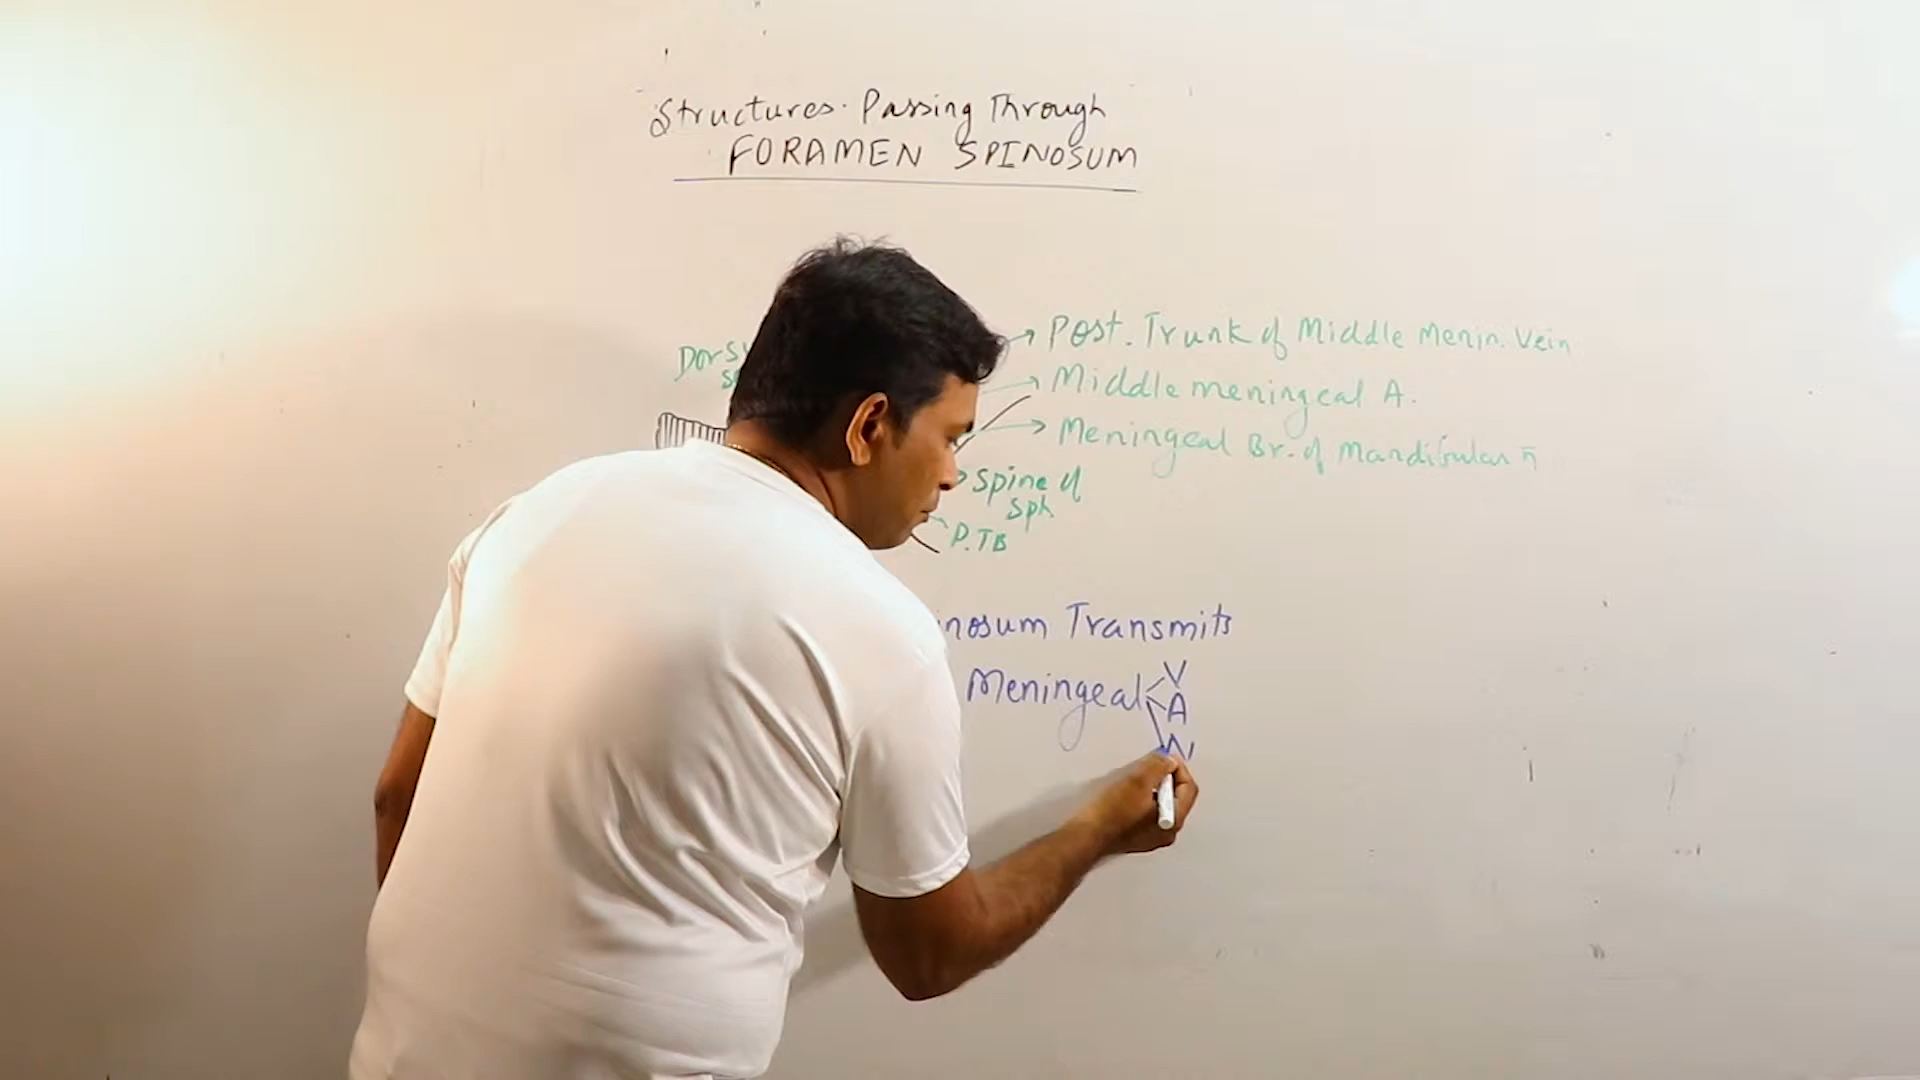 Structures Passing Through
FORAMEN SPINOSUM
Post. Trunk of Middle Menin. Vein
Middle meningeal A.
Meningeal Br. of Mandibular n̄
Spine of
Sph
P.TB
Transmits
Meningeal
V
A
N